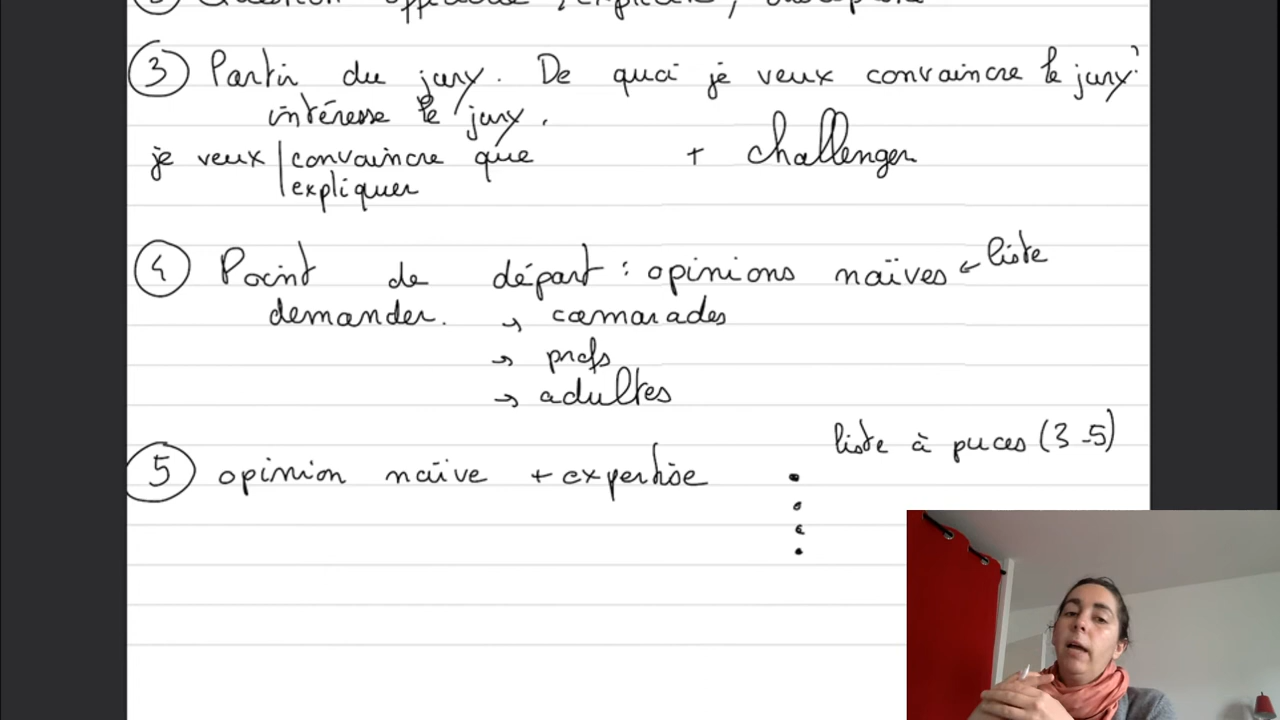 Question
③ Partir du jury. De quoi je veux convaincre le jury?
intéresse le jury.
je veux convaincre que + challenger
expliquer
④ Point de départ : opinions naïves ← liste
demander. → camarades
→ profs
→ adultes
liste à puces (3-5)
⑤ opinion naïve + expertise